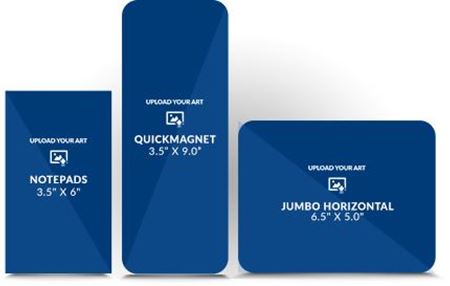 UPLOAD YOUR ART
NOTEPADS
3.5" X 6"
UPLOAD YOUR ART
QUICKMAGNET
3.5" X 9.0"
UPLOAD YOUR ART
JUMBO HORIZONTAL
6.5" X 5.0"